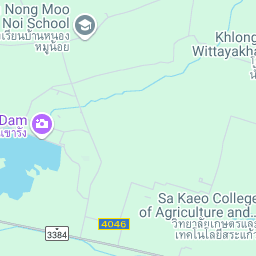 Nong Moo
Noi School
เรียนบ้านหนอง
หมูน้อย
Khlong
Wittayakha
Dam
เขารัง
4046
3384
Sa Kaeo College
of Agriculture and...
วิทยาลัยเกษตรและ
เทคโนโลยีสระแก้ว